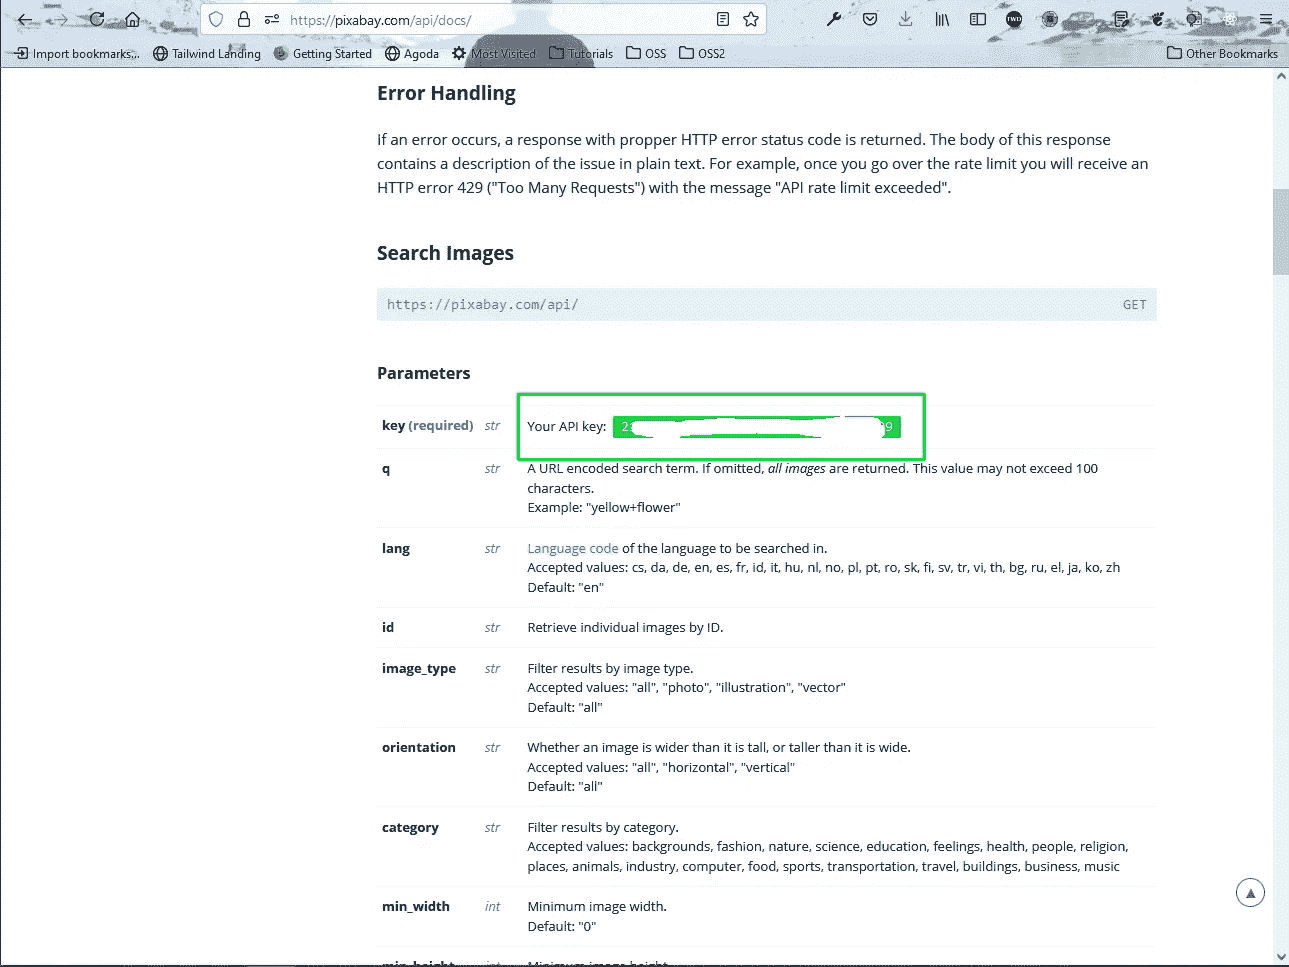 https://pixabay.com/api/docs/
Import bookmarks... Tailwind Landing Getting Started Agoda Most Visited Tutorials OSS OSS2 Other Bookmarks
Error Handling
If an error occurs, a response with propper HTTP error status code is returned. The body of this response
contains a description of the issue in plain text. For example, once you go over the rate limit you will receive an
HTTP error 429 ("Too Many Requests") with the message "API rate limit exceeded".
Search Images
https://pixabay.com/api/ GET
Parameters
key (required) str Your API key:
q str A URL encoded search term. If omitted, all images are returned. This value may not exceed 100
characters.
Example: "yellow+flower"
lang str Language code of the language to be searched in.
Accepted values: cs, da, de, en, es, fr, id, it, hu, nl, no, pl, pt, ro, sk, fi, sv, tr, vi, th, bg, ru, el, ja, ko, zh
Default: "en"
id str Retrieve individual images by ID.
image_type str Filter results by image type.
Accepted values: "all", "photo", "illustration", "vector"
Default: "all"
orientation str Whether an image is wider than it is tall, or taller than it is wide.
Accepted values: "all", "horizontal", "vertical"
Default: "all"
category str Filter results by category.
Accepted values: backgrounds, fashion, nature, science, education, feelings, health, people, religion,
places, animals, industry, computer, food, sports, transportation, travel, buildings, business, music
min_width int Minimum image width.
Default: "0"